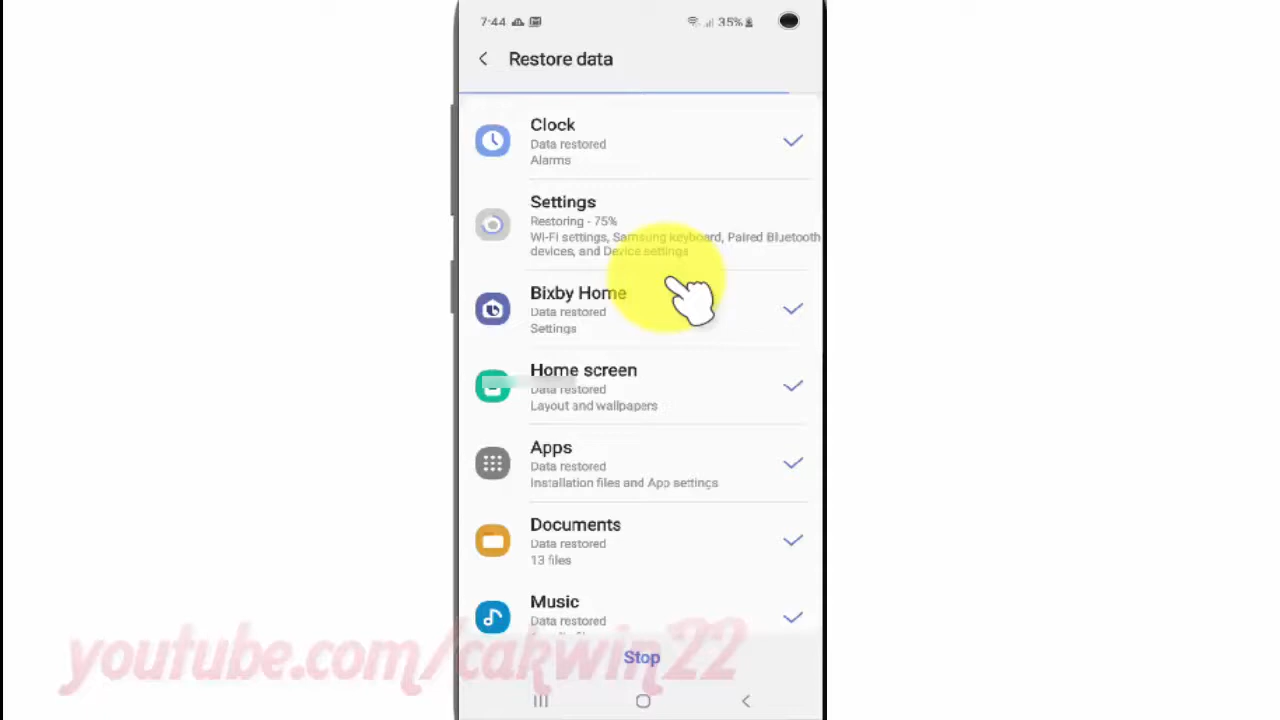 7:44
35%
Restore data
Clock
Data restored
Alarms
Settings
Restoring - 75%
Wi-Fi settings, Samsung keyboard, Paired Bluetooth
devices, and Device settings
Bixby Home
Data restored
Settings
Home screen
Data restored
Layout and wallpapers
Apps
Data restored
Installation files and App settings
Documents
Data restored
13 files
Music
Data restored
Stop
youtube.com/cakwin22